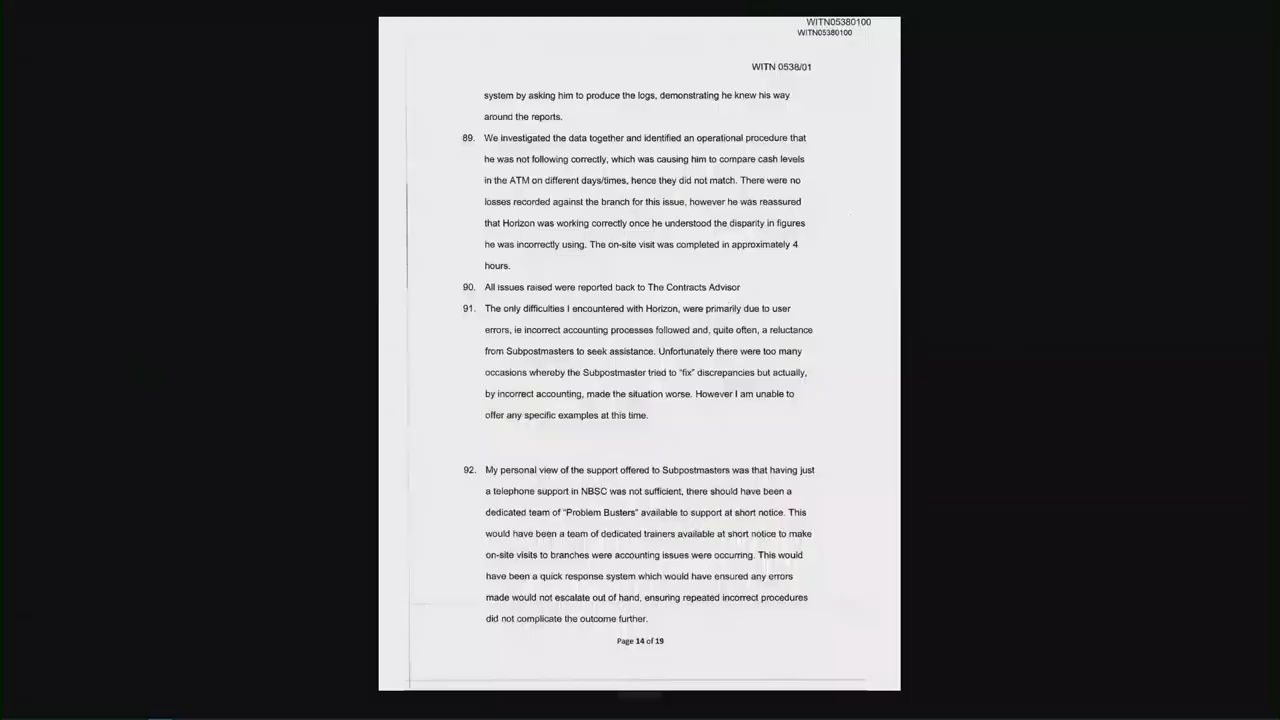 WITN05380100
WITN05380100
WITN 0538/01
system by asking him to produce the logs, demonstrating he knew his way
around the reports.
89. We investigated the data together and identified an operational procedure that
he was not following correctly, which was causing him to compare cash levels
in the ATM on different days/times, hence they did not match. There were no
losses recorded against the branch for this issue, however he was reassured
that Horizon was working correctly once he understood the disparity in figures
he was incorrectly using. The on-site visit was completed in approximately 4
hours.
90. All issues raised were reported back to The Contracts Advisor
91. The only difficulties I encountered with Horizon, were primarily due to user
errors, ie incorrect accounting processes followed and, quite often, a reluctance
from Subpostmasters to seek assistance. Unfortunately there were too many
occasions whereby the Subpostmaster tried to "fix" discrepancies but actually,
by incorrect accounting, made the situation worse. However I am unable to
offer any specific examples at this time.
92. My personal view of the support offered to Subpostmasters was that having just
a telephone support in NBSC was not sufficient, there should have been a
dedicated team of "Problem Busters" available to support at short notice. This
would have been a team of dedicated trainers available at short notice to make
on-site visits to branches were accounting issues were occurring. This would
have been a quick response system which would have ensured any errors
made would not escalate out of hand, ensuring repeated incorrect procedures
did not complicate the outcome further.
Page 14 of 19